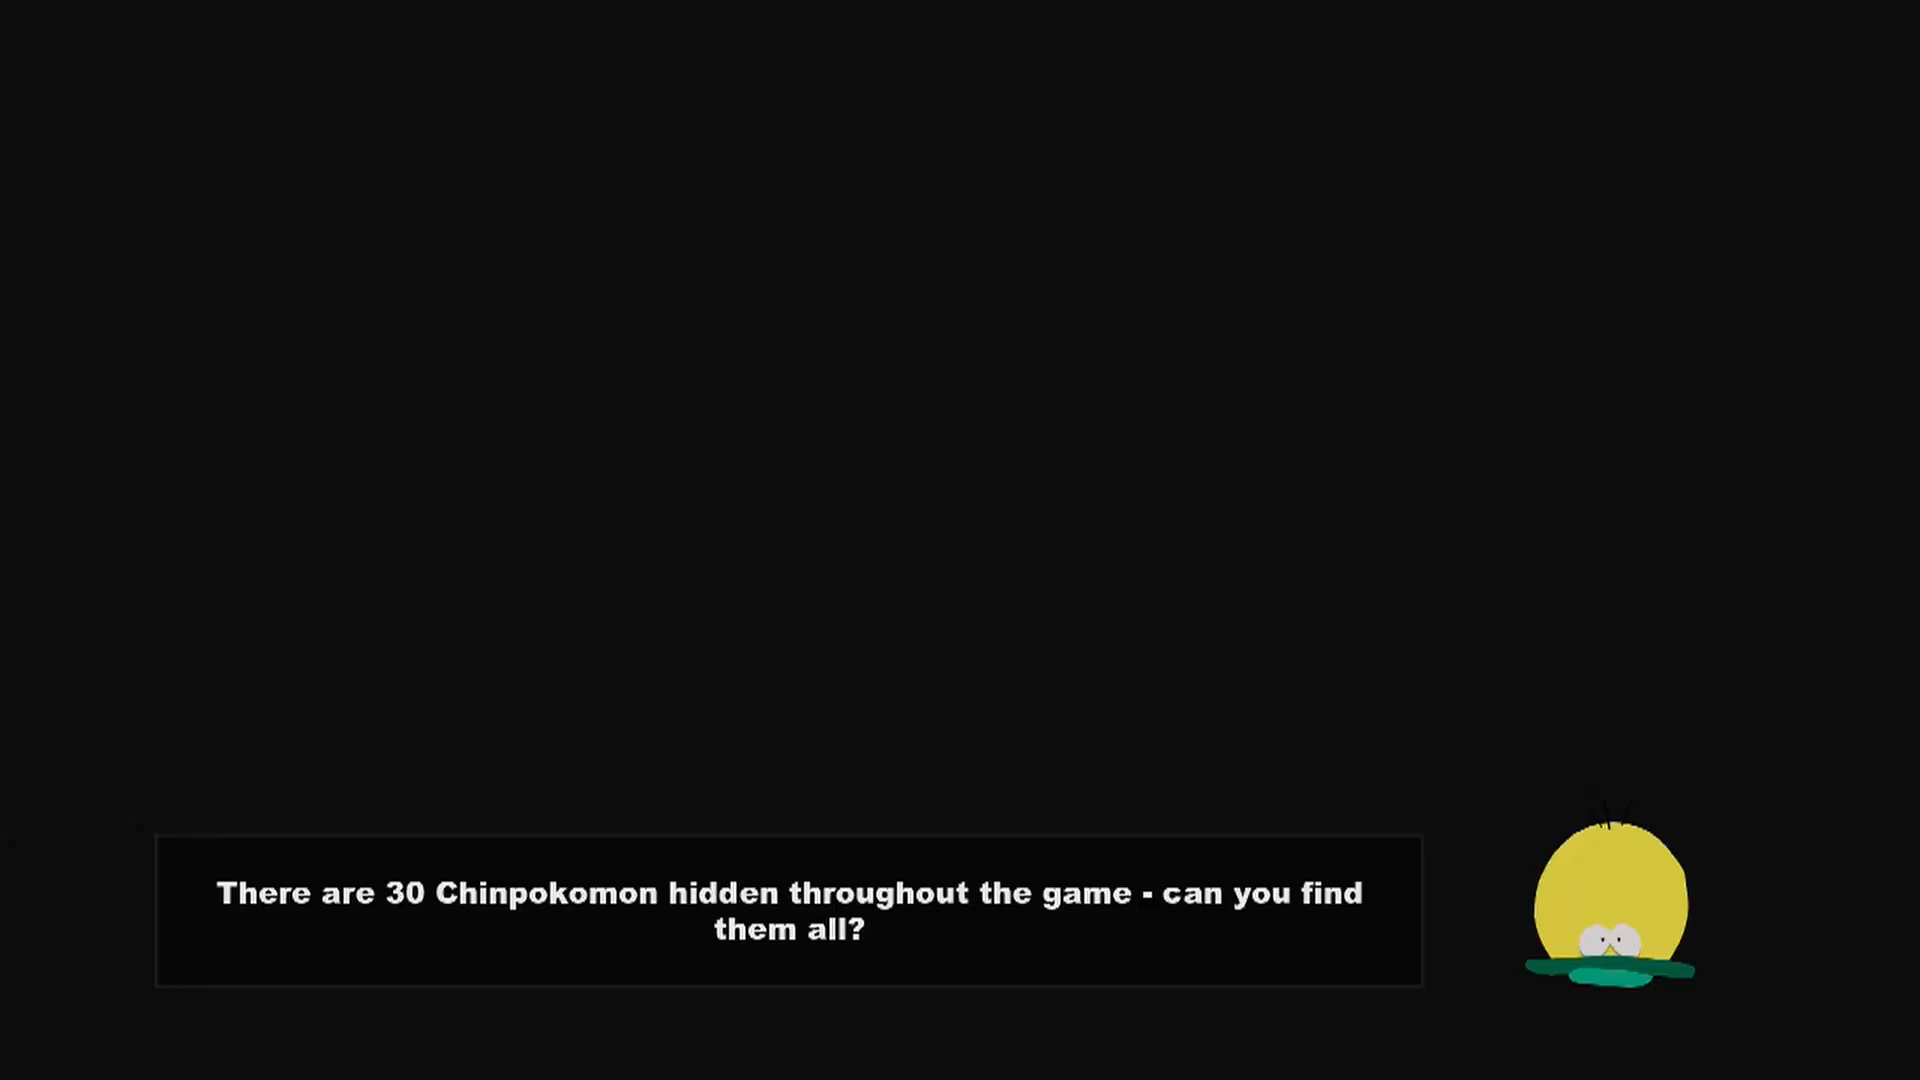 There are 30 Chinpokomon hidden throughout the game - can you find
them all?